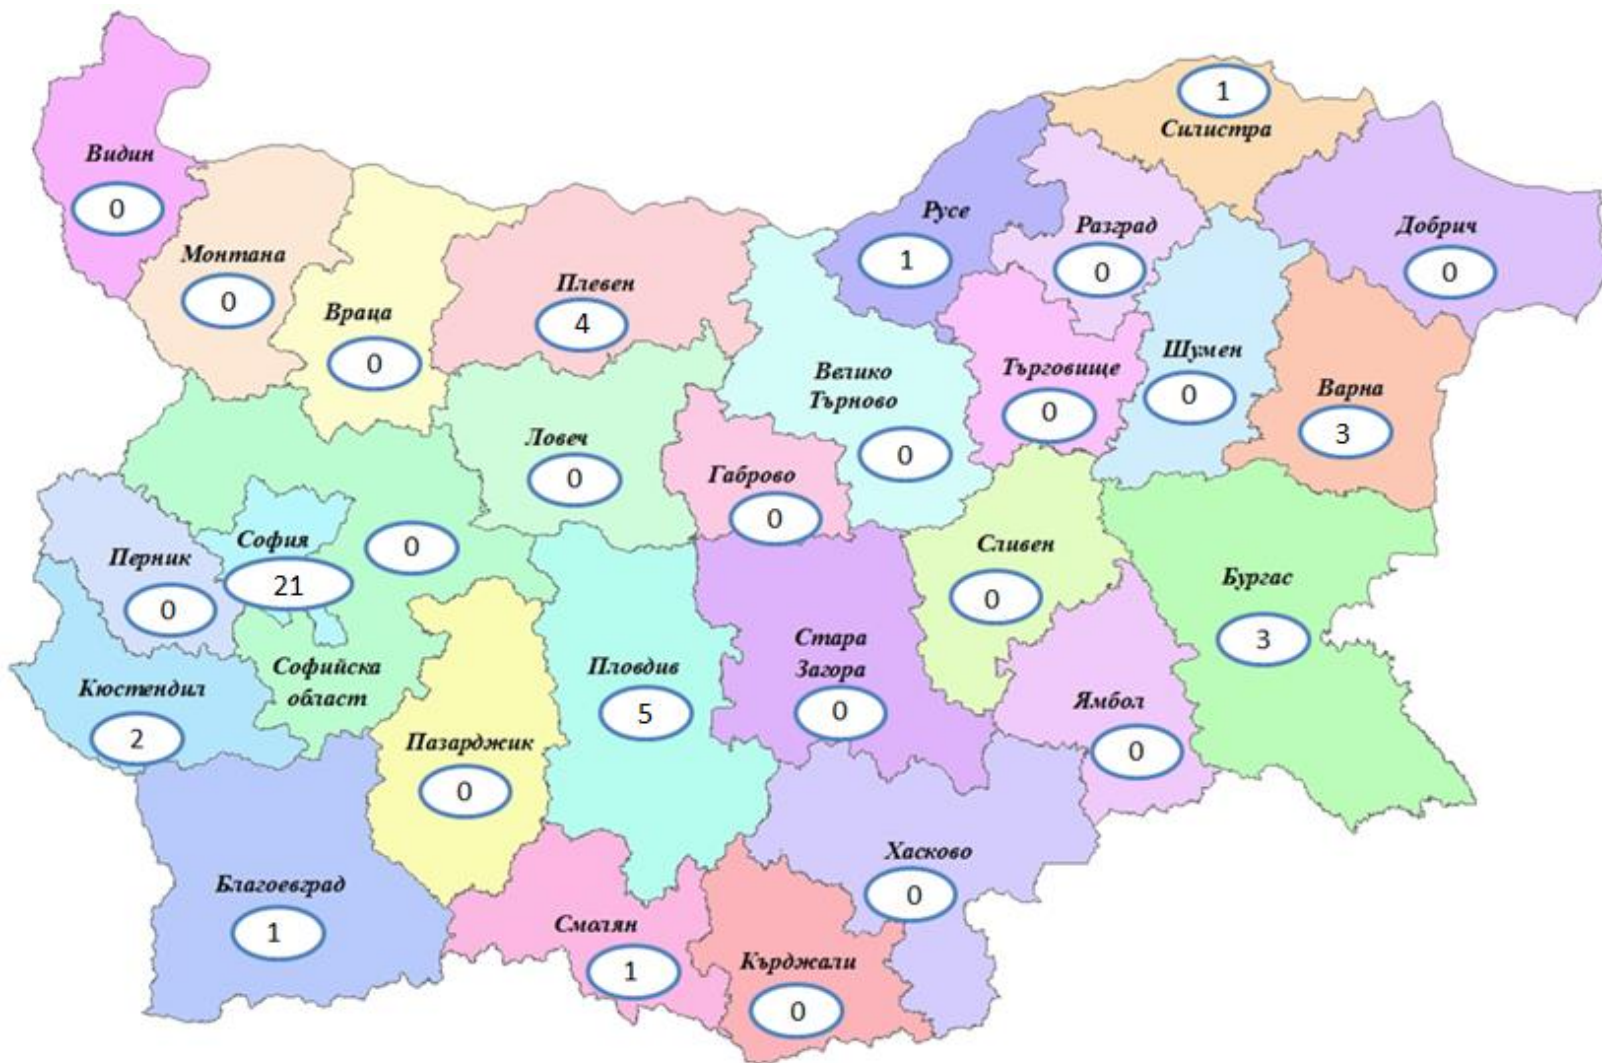 1
Силистра
Видин
0
Русе
1
Разград
0
Добрич
0
Монтана
0
Враца
0
Плевен
4
Велико
Търново
0
Търговище
0
Шумен
0
Варна
3
Ловеч
0
Габрово
0
София
21
0
Перник
0
Сливен
0
Бургас
3
Софийска
област
Кюстендил
2
Пловдив
5
Стара
Загора
0
Ямбол
0
Пазарджик
0
Хасково
0
Благоевград
1
Смолян
1
Кърджали
0